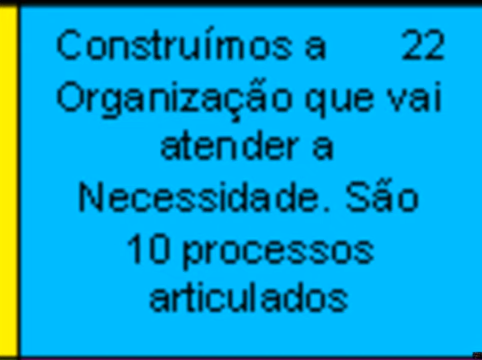 Construímos a 22
Organização que vai
atender a
Necessidade. São
10 processos
articulados